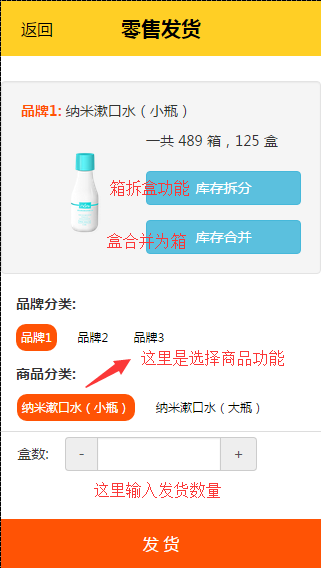 返回
零售发货
品牌1: 纳米漱口水（小瓶）
一共 489 箱，125 盒
箱拆盒功能
库存拆分
盒合并为箱
库存合并
品牌分类:
品牌1 品牌2 品牌3
这里是选择商品功能
商品分类:
纳米漱口水（小瓶） 纳米漱口水（大瓶）
盒数: - +
这里输入发货数量
发 货